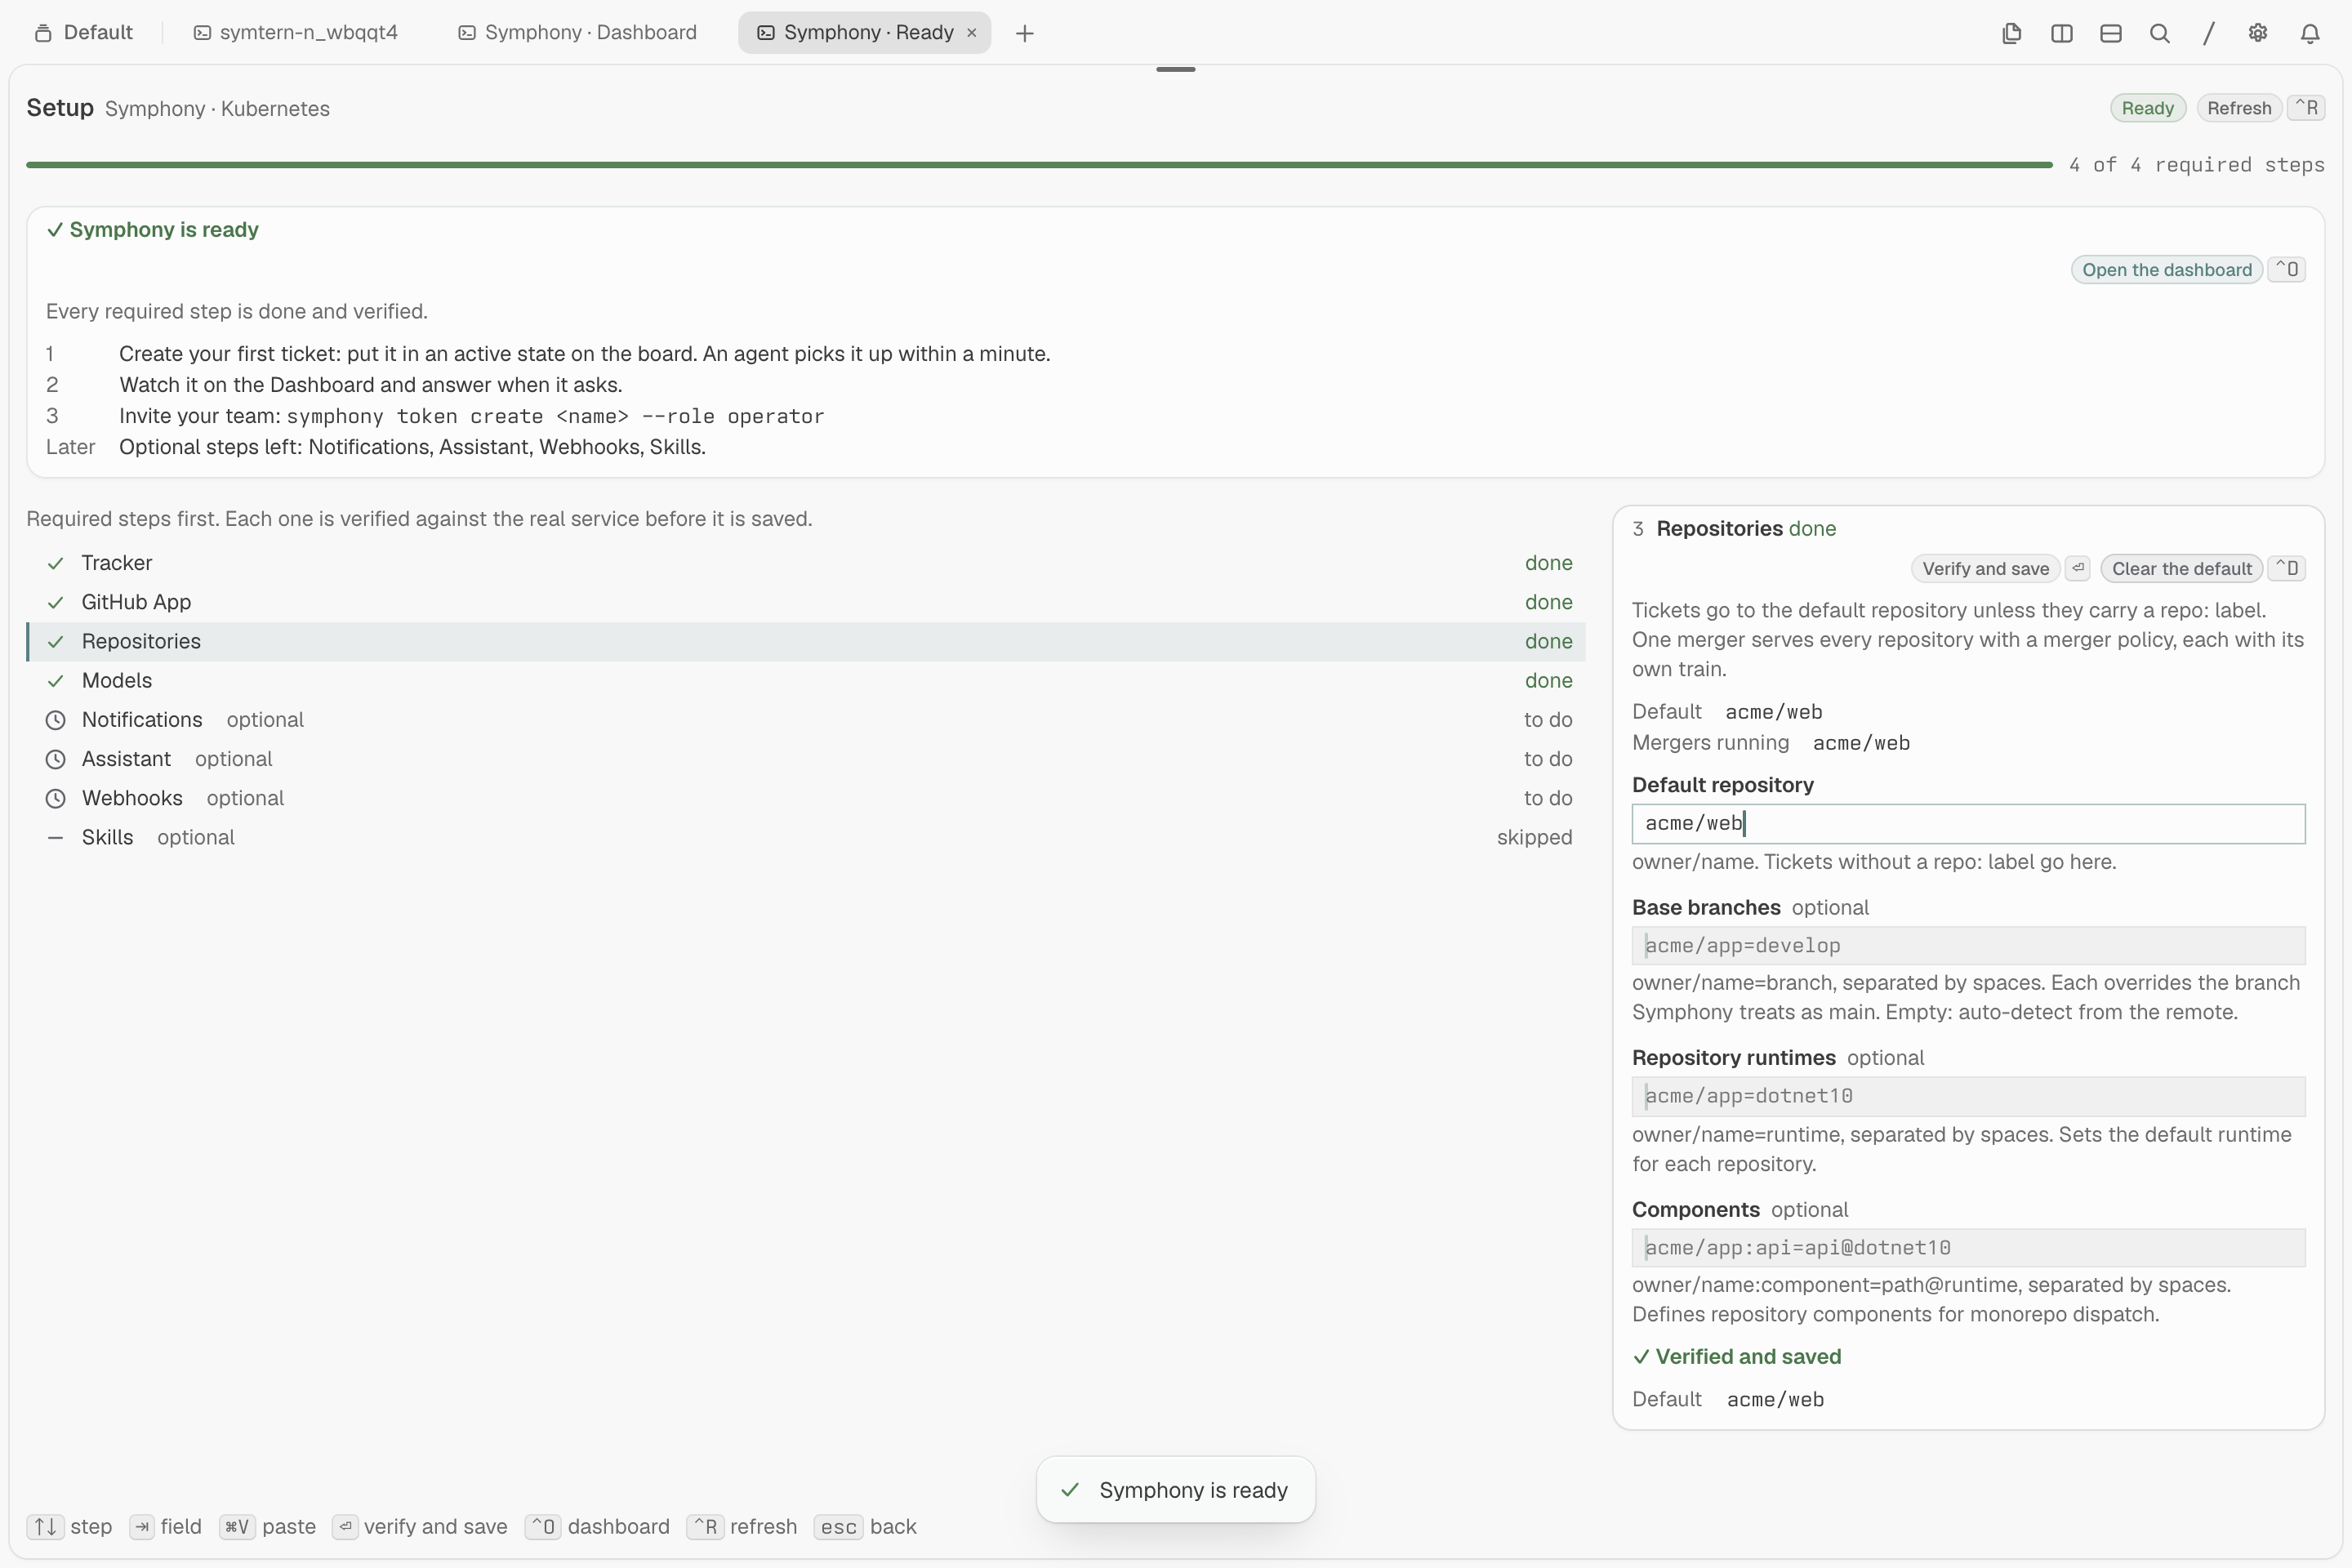 Default
symtern-n_wbqqt4
Symphony · Dashboard
Symphony · Ready
Setup Symphony · Kubernetes
Ready Refresh ^R
4 of 4 required steps
✓ Symphony is ready
Open the dashboard ^O
Every required step is done and verified.
1 Create your first ticket: put it in an active state on the board. An agent picks it up within a minute.
2 Watch it on the Dashboard and answer when it asks.
3 Invite your team: symphony token create <name> --role operator
Later Optional steps left: Notifications, Assistant, Webhooks, Skills.
Required steps first. Each one is verified against the real service before it is saved.
Tracker done
GitHub App done
Repositories done
Models done
Notifications optional to do
Assistant optional to do
Webhooks optional to do
Skills optional skipped
3 Repositories done
Verify and save ⏎ Clear the default ^D
Tickets go to the default repository unless they carry a repo: label.
One merger serves every repository with a merger policy, each with its
own train.
Default acme/web
Mergers running acme/web
Default repository
acme/web
owner/name. Tickets without a repo: label go here.
Base branches optional
acme/app=develop
owner/name=branch, separated by spaces. Each overrides the branch
Symphony treats as main. Empty: auto-detect from the remote.
Repository runtimes optional
acme/app=dotnet10
owner/name=runtime, separated by spaces. Sets the default runtime
for each repository.
Components optional
acme/app:api=api@dotnet10
owner/name:component=path@runtime, separated by spaces.
Defines repository components for monorepo dispatch.
✓ Verified and saved
Default acme/web
Symphony is ready
↑↓ step ⇥ field ⌘V paste ⏎ verify and save ^O dashboard ^R refresh esc back